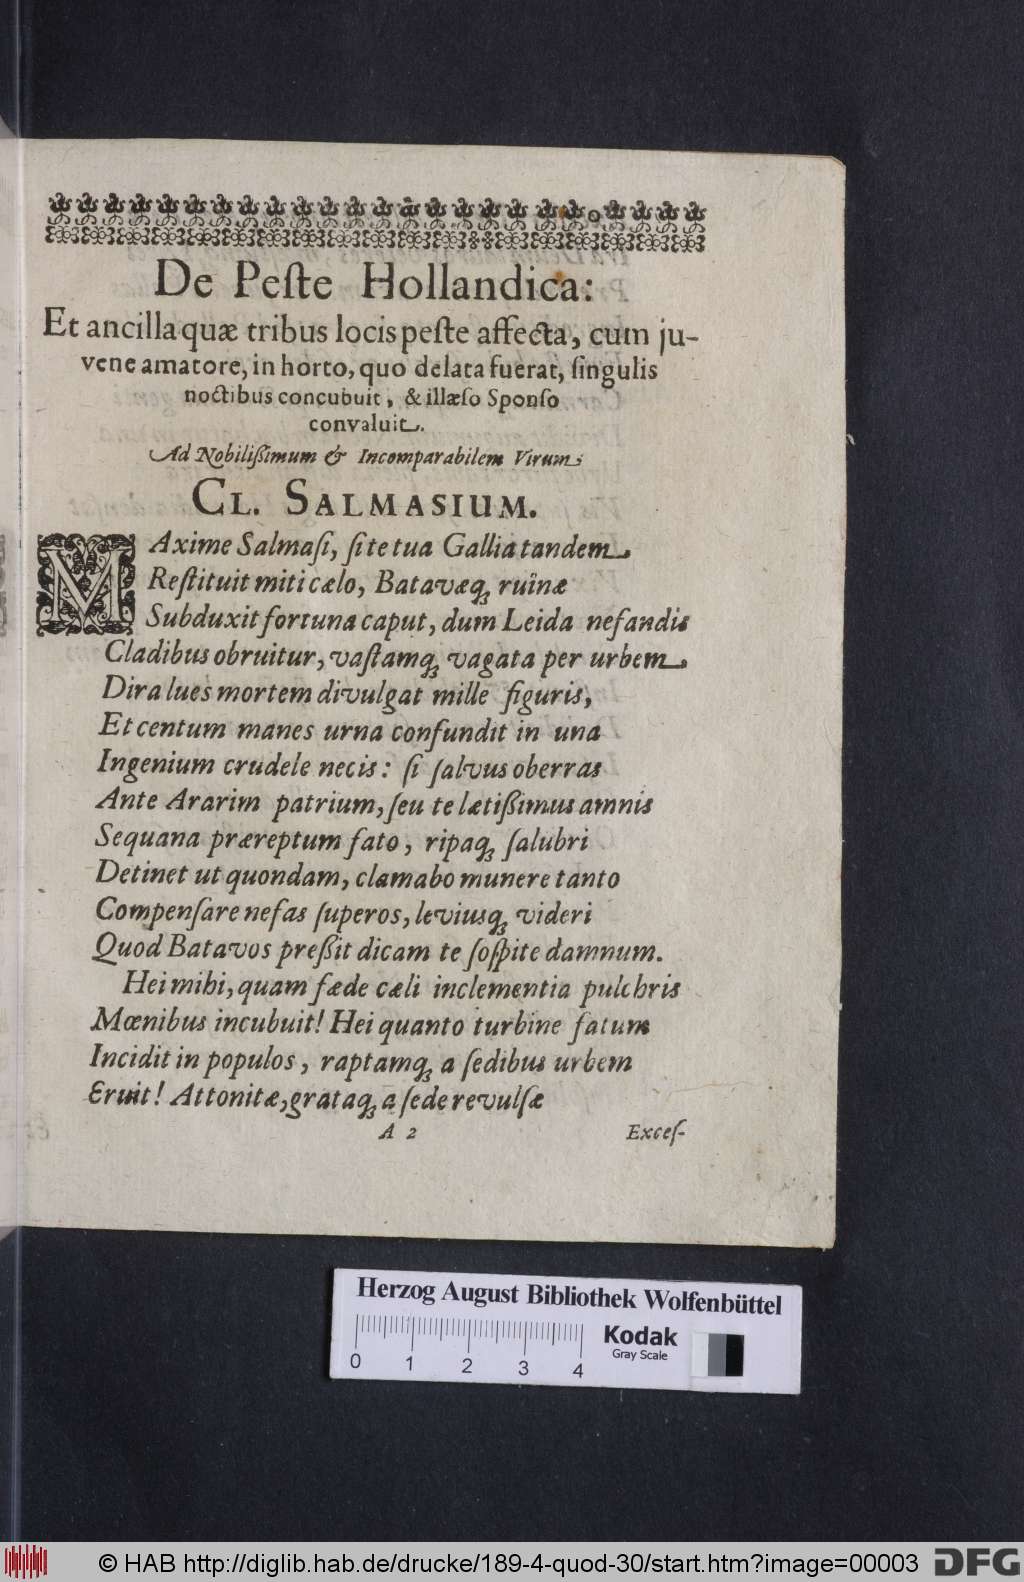 De Peſte Hollandica:
Et ancilla quæ tribus locis peſte affecta, cum ju-
vene amatore, in horto, quo delata fuerat, ſingulis
noctibus concubuit, & illæſo Sponſo
convaluit.
Ad Nobilißimum & Incomparabilem Virum
CL. SALMASIUM.
MAxime Salmaſi, ſi te tua Gallia tandem
Reſtituit miti cælo, Batavæq; ruinæ
Subduxit fortuna caput, dum Leida nefandis
Cladibus obruitur, vaſtamq; vagata per urbem
Dira lues mortem divulgat mille figuris,
Et centum manes urna confundit in una
Ingenium crudele necis: ſi ſalvus oberras
Ante Ararim patrium, ſeu te lætißimus amnis
Sequana præreptum fato, ripaq; ſalubri
Detinet ut quondam, clamabo munere tanto
Compenſare nefas ſuperos, leviusq; videri
Quod Batavos preßit dicam te ſoſpite damnum.
Hei mihi, quam fæde cæli inclementia pulchris
Mœnibus incubuit! Hei quanto turbine fatum
Incidit in populos, raptamq; a ſedibus urbem
Eruit! Attonitæ, grataq; a ſede revulſæ
A 2
Exceſ-
Herzog August Bibliothek Wolfenbüttel
Kodak
Gray Scale
0 1 2 3 4
© HAB http://diglib.hab.de/drucke/189-4-quod-30/start.htm?image=00003
DFG